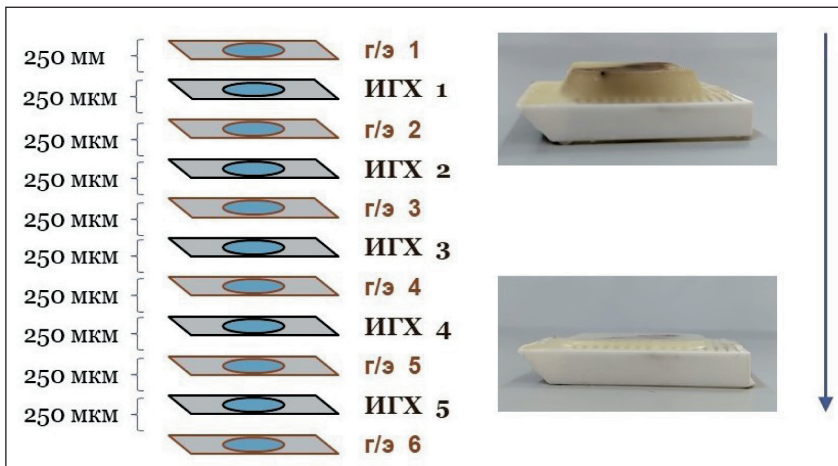 г/э 1
250 мм
ИГХ 1
250 мкм
г/э 2
250 мкм
ИГХ 2
250 мкм
г/э 3
250 мкм
ИГХ 3
250 мкм
г/э 4
250 мкм
ИГХ 4
250 мкм
г/э 5
250 мкм
ИГХ 5
250 мкм
г/э 6